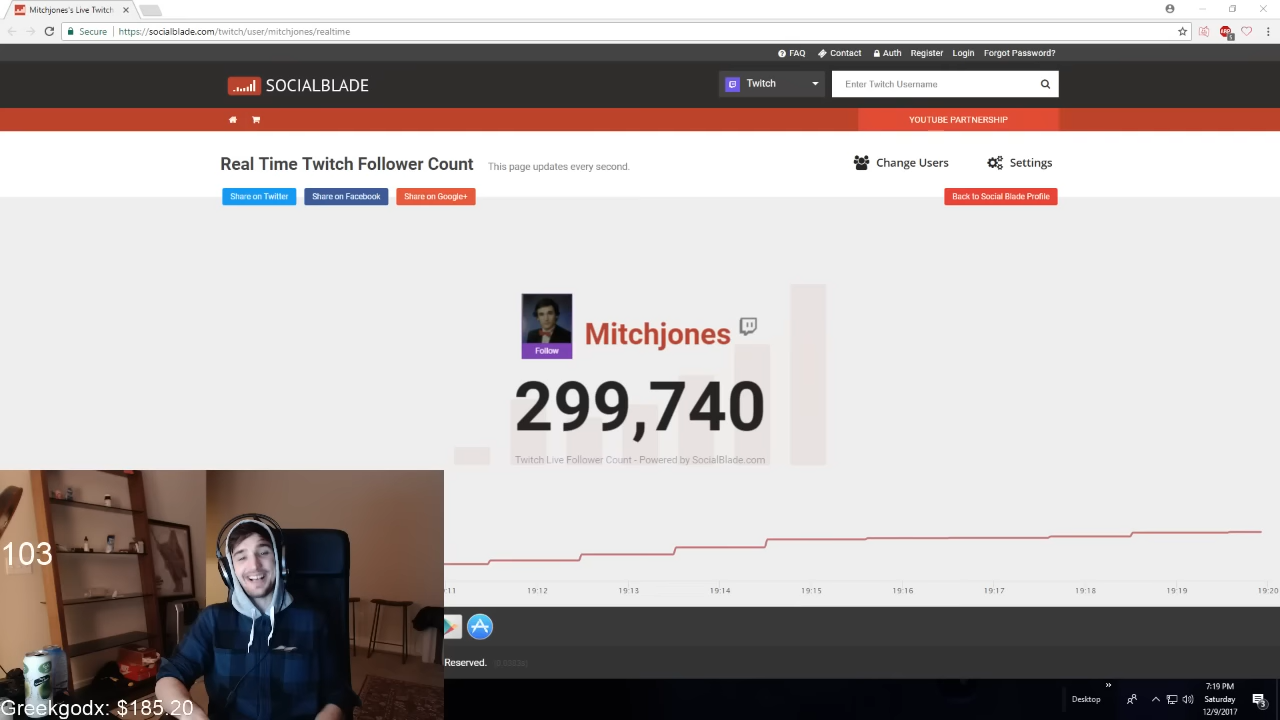 Mitchjones's Live Twitch
Secure
https://socialblade.com/twitch/user/mitchjones/realtime
FAQ Contact Auth Register Login Forgot Password?
SOCIALBLADE
Twitch
Enter Twitch Username
YOUTUBE PARTNERSHIP
Real Time Twitch Follower Count
This page updates every second.
Change Users
Settings
Share on Twitter
Share on Facebook
Share on Google+
Back to Social Blade Profile
Follow
Mitchjones
299,740
Twitch Live Follower Count - Powered by SocialBlade.com
103
:11 19:12 19:13 19:14 19:15 19:16 19:17 19:18 19:19 19:20
Reserved.
Greekgodx: $185.20
Desktop
7:19 PM
Saturday
12/9/2017
3